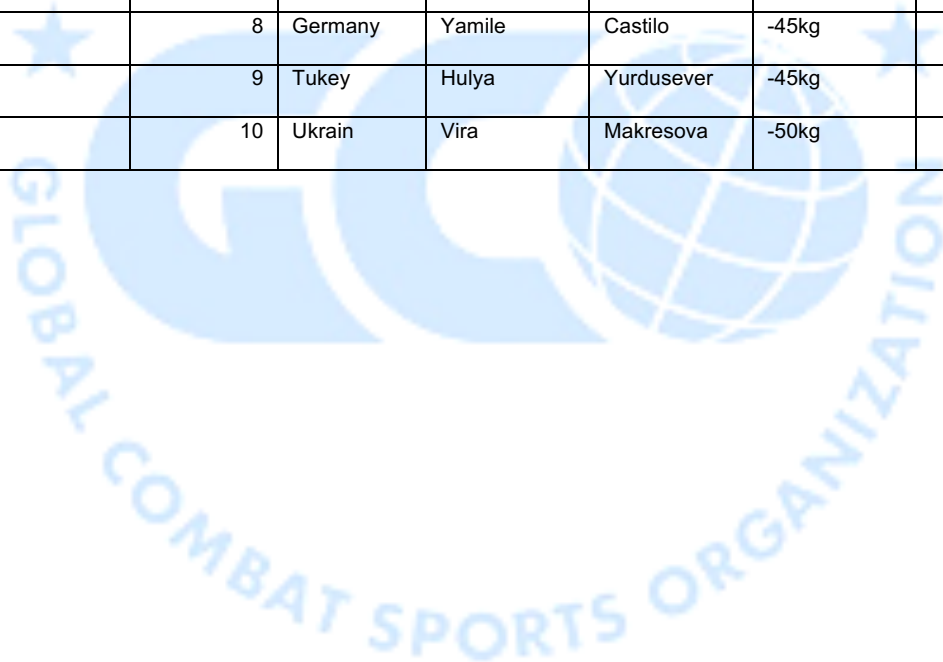 8 Germany Yamile Castilo -45kg
9 Tukey Hulya Yurdusever -45kg
10 Ukrain Vira Makresova -50kg
GC
GLOBAL COMBAT SPORTS ORGANIZATION